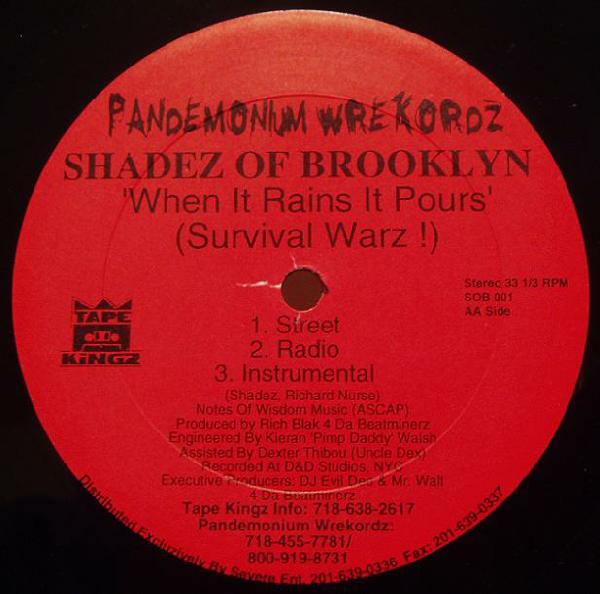 PANDEMONIUM WREKORDZ
SHADEZ OF BROOKLYN
'When It Rains It Pours'
(Survival Warz !)
Stereo 33 1/3 RPM
SOB 001
AA Side
TAPE
KiNGZ
1. Street
2. Radio
3. Instrumental
(Shadez, Richard Nurse)
Notes Of Wisdom Music (ASCAP)
Produced by Rich Blak 4 Da Beatminerz
Engineered By Kieran 'Pimp Daddy' Walsh
Assisted By Dexter Thibou (Uncle Dex)
Recorded At D&D Studios, NYC
Executive Producers: DJ Evil Dee & Mr. Walt
4 Da Beatminerz
Tape Kingz Info: 718-638-2617
Pandemonium Wrekordz:
718-455-7781/
800-919-8731
Distributed Excluzively By Severe Ent. 201-639-0336 Fax: 201-639-0337